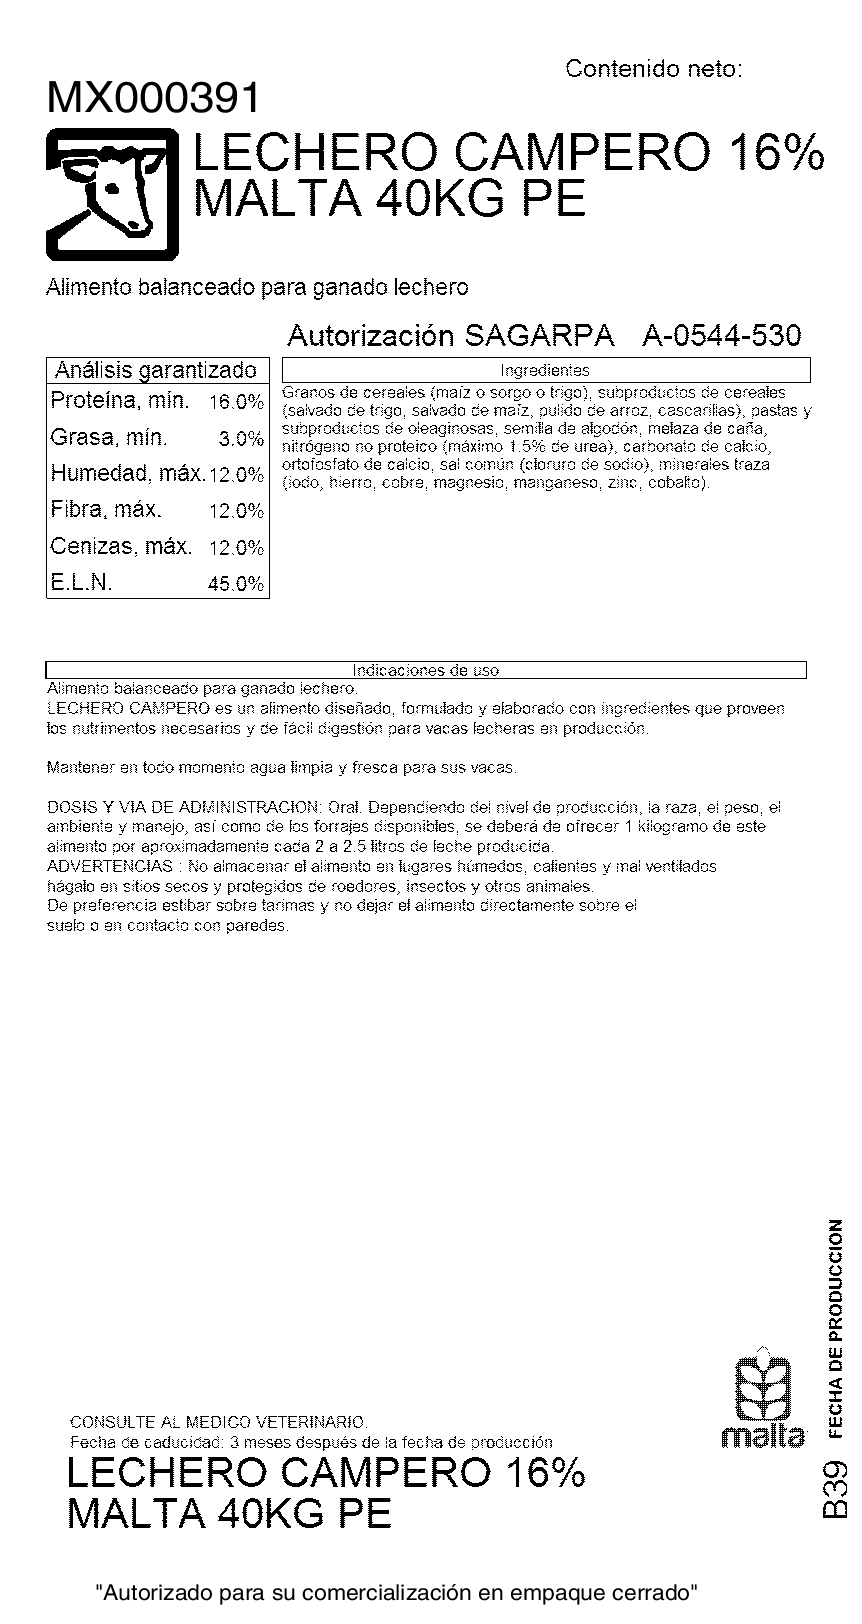 Contenido neto:
MX000391
LECHERO CAMPERO 16%
MALTA 40KG PE
Alimento balanceado para ganado lechero
Autorización SAGARPA A-0544-530
Análisis garantizado
Proteína, mín. 16.0%
Grasa, mín. 3.0%
Humedad, máx. 12.0%
Fibra, máx. 12.0%
Cenizas, máx. 12.0%
E.L.N. 45.0%
Ingredientes
Granos de cereales (maíz o sorgo o trigo), subproductos de cereales
(salvado de trigo, salvado de maíz, pulido de arroz, cascarillas), pastas y
subproductos de oleaginosas, semilla de algodón, melaza de caña,
nitrógeno no proteico (máximo 1.5% de urea), carbonato de calcio,
ortofosfato de calcio, sal común (cloruro de sodio), minerales traza
(iodo, hierro, cobre, magnesio, manganeso, zinc, cobalto).
Indicaciones de uso
Alimento balanceado para ganado lechero.
LECHERO CAMPERO es un alimento diseñado, formulado y elaborado con ingredientes que proveen
los nutrimentos necesarios y de fácil digestión para vacas lecheras en producción.
Mantener en todo momento agua limpia y fresca para sus vacas.
DOSIS Y VIA DE ADMINISTRACION: Oral. Dependiendo del nivel de producción, la raza, el peso, el
ambiente y manejo, así como de los forrajes disponibles, se deberá de ofrecer 1 kilogramo de este
alimento por aproximadamente cada 2 a 2.5 litros de leche producida.
ADVERTENCIAS : No almacenar el alimento en lugares húmedos, calientes y mal ventilados
hágalo en sitios secos y protegidos de roedores, insectos y otros animales.
De preferencia estibar sobre tarimas y no dejar el alimento directamente sobre el
suelo o en contacto con paredes.
FECHA DE PRODUCCION
B39
malta
CONSULTE AL MEDICO VETERINARIO.
Fecha de caducidad: 3 meses después de la fecha de producción
LECHERO CAMPERO 16%
MALTA 40KG PE
"Autorizado para su comercialización en empaque cerrado"